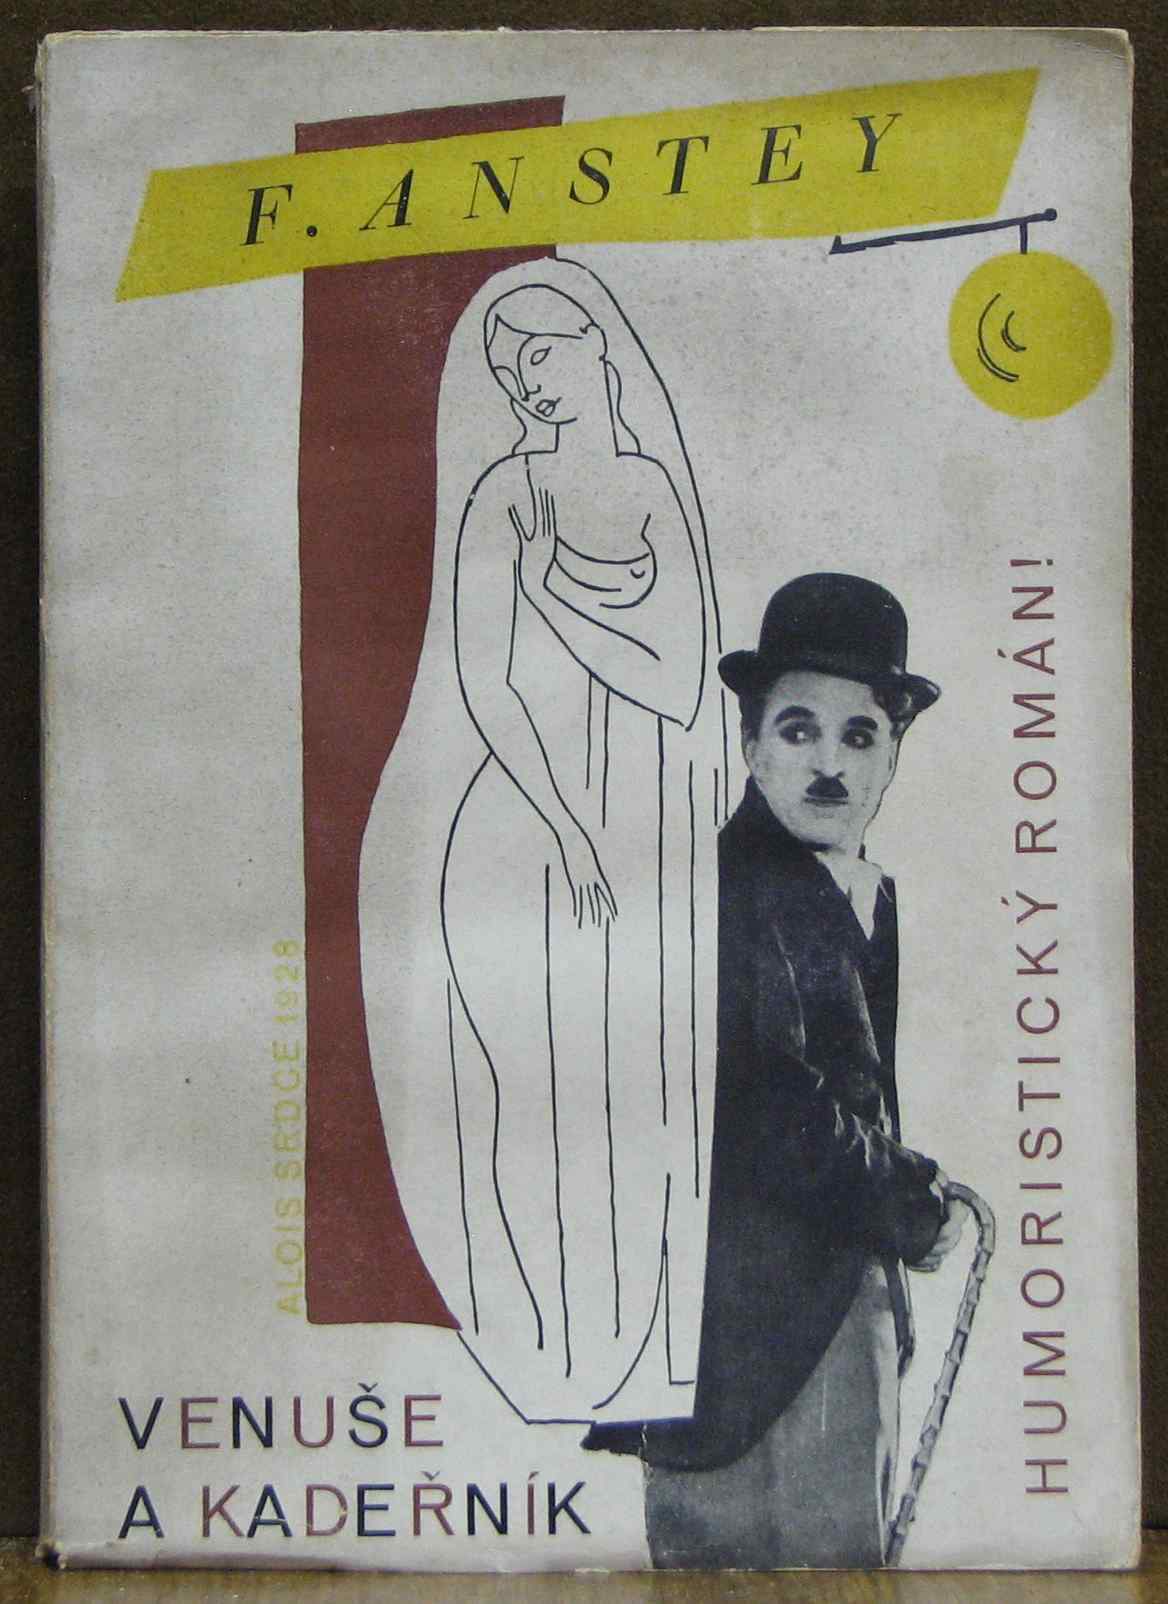 F. ANSTEY
HUMORISTICKÝ ROMÁN!
ALOIS SRDCE 1928
VENUŠE
A KADEŘNÍK